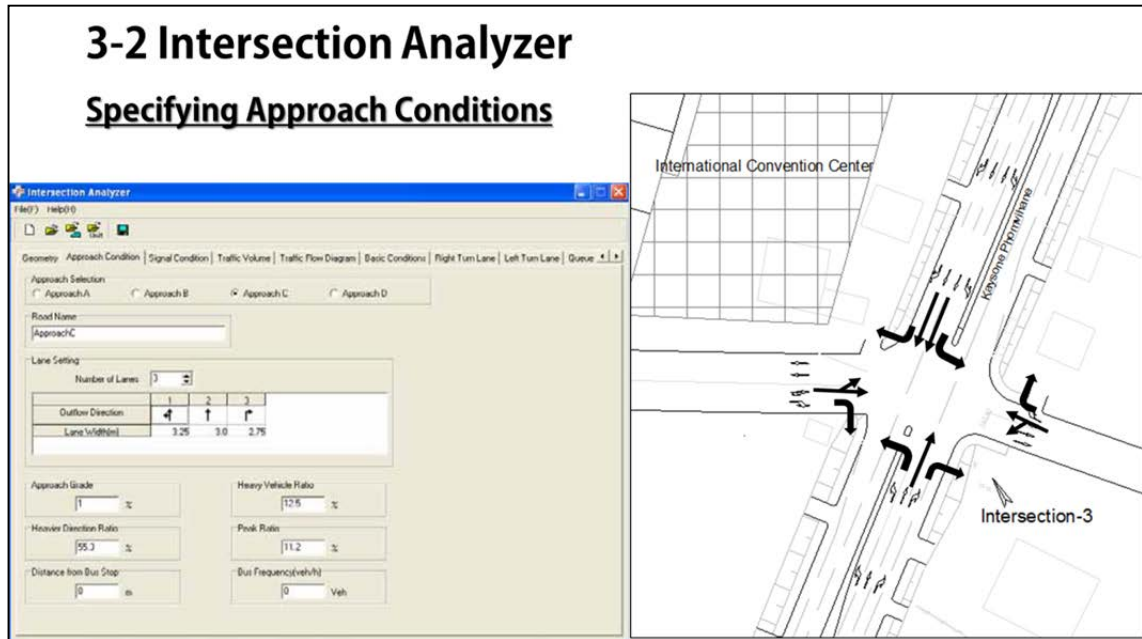 3-2 Intersection Analyzer
Specifying Approach Conditions
Intersection Analyzer
File(F) Help(H)
Geometry Approach Condition Signal Condition Traffic Volume Traffic Flow Diagram Basic Conditions Right Turn Lane Left Turn Lane Queue
Approach Selection
Approach A Approach B Approach C Approach D
Road Name
ApproachC
Lane Setting
Number of Lanes 3
1 2 3
Outflow Direction
Lane Width(m) 3.25 3.0 2.75
Approach Grade
1 %
Heavy Vehicle Ratio
12.5 %
Heavier Direction Ratio
55.3 %
Peak Ratio
11.2 %
Distance from Bus Stop
0 m
Bus Frequency(veh/h)
0 Veh
International Convention Center
Kaysone Phomvihane
Intersection-3